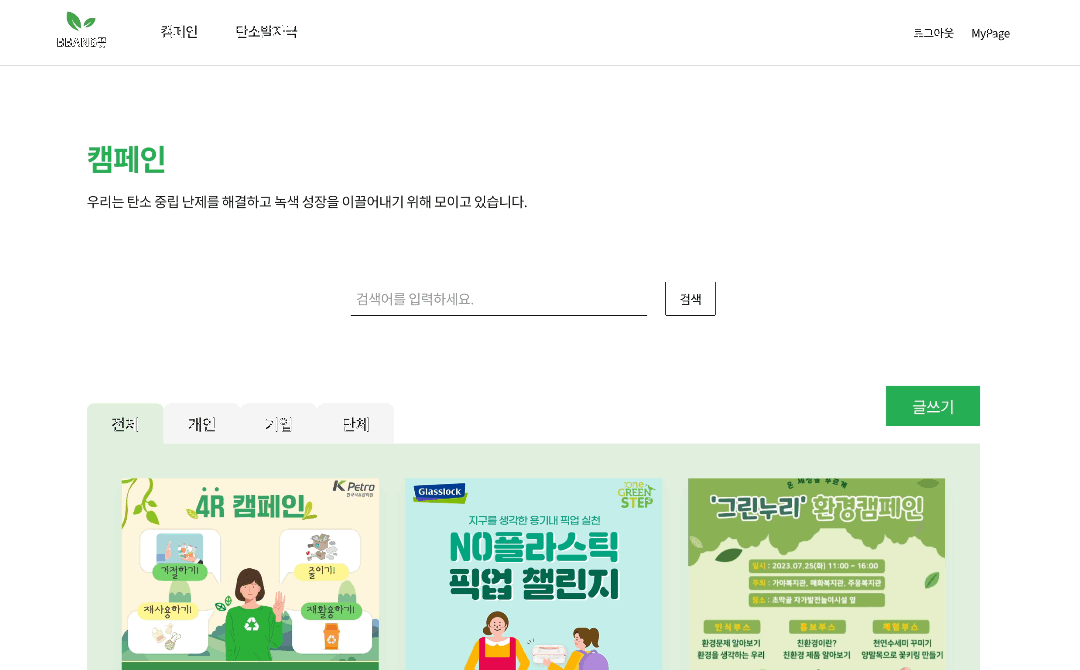 캠페인 탄소발자국 로그아웃 MyPage
캠페인
우리는 탄소 중립 난제를 해결하고 녹색 성장을 이끌어내기 위해 모이고 있습니다.
검색어를 입력하세요. 검색
글쓰기
전체 개인 기업 단체
K Petro
한국석유관리원
4R 캠페인
거절하기!
줄이기!
재사용하기!
재활용하기!
Glasslock
one
GREEN
STEP
지구를 생각한 용기내 픽업 실천
NO플라스틱
픽업 챌린지
'그린누리' 환경캠페인
일시 : 2023.07.25(화) 11:00 ~ 16:00
주최 : 가야복지관, 매화복지관, 주몽복지관
장소 : 초막골 자가발전놀이시설 앞
인식부스 홍보부스 체험부스
환경문제 알아보기 친환경이란? 천연수세미 꾸미기
환경을 생각하는 우리 친환경 제품 알아보기 양말목으로 꽃키링 만들기